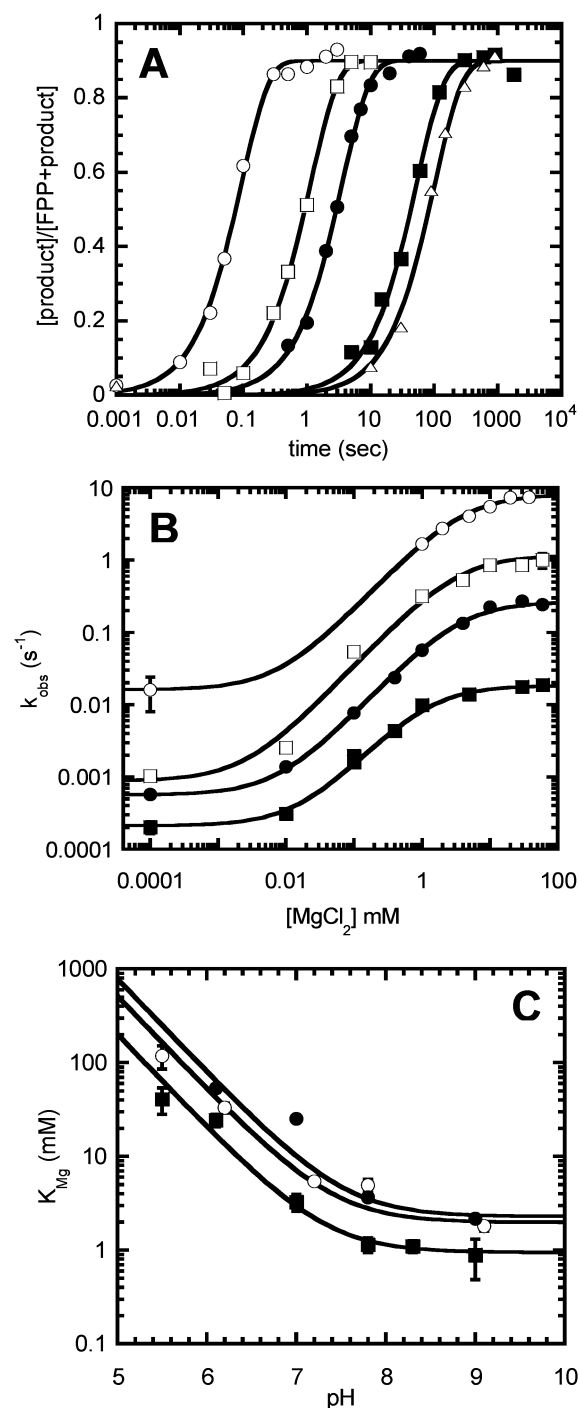 A
[product]/[FPP+product]
1
0.8
0.6
0.4
0.2
0
0.001 0.01 0.1 1 10 100 1000 10⁴
time (sec)
B
k_obs (s⁻¹)
10
1
0.1
0.01
0.001
0.0001
0.0001 0.01 1 100
[MgCl₂] mM
C
K_Mg (mM)
1000
100
10
1
0.1
5 6 7 8 9 10
pH